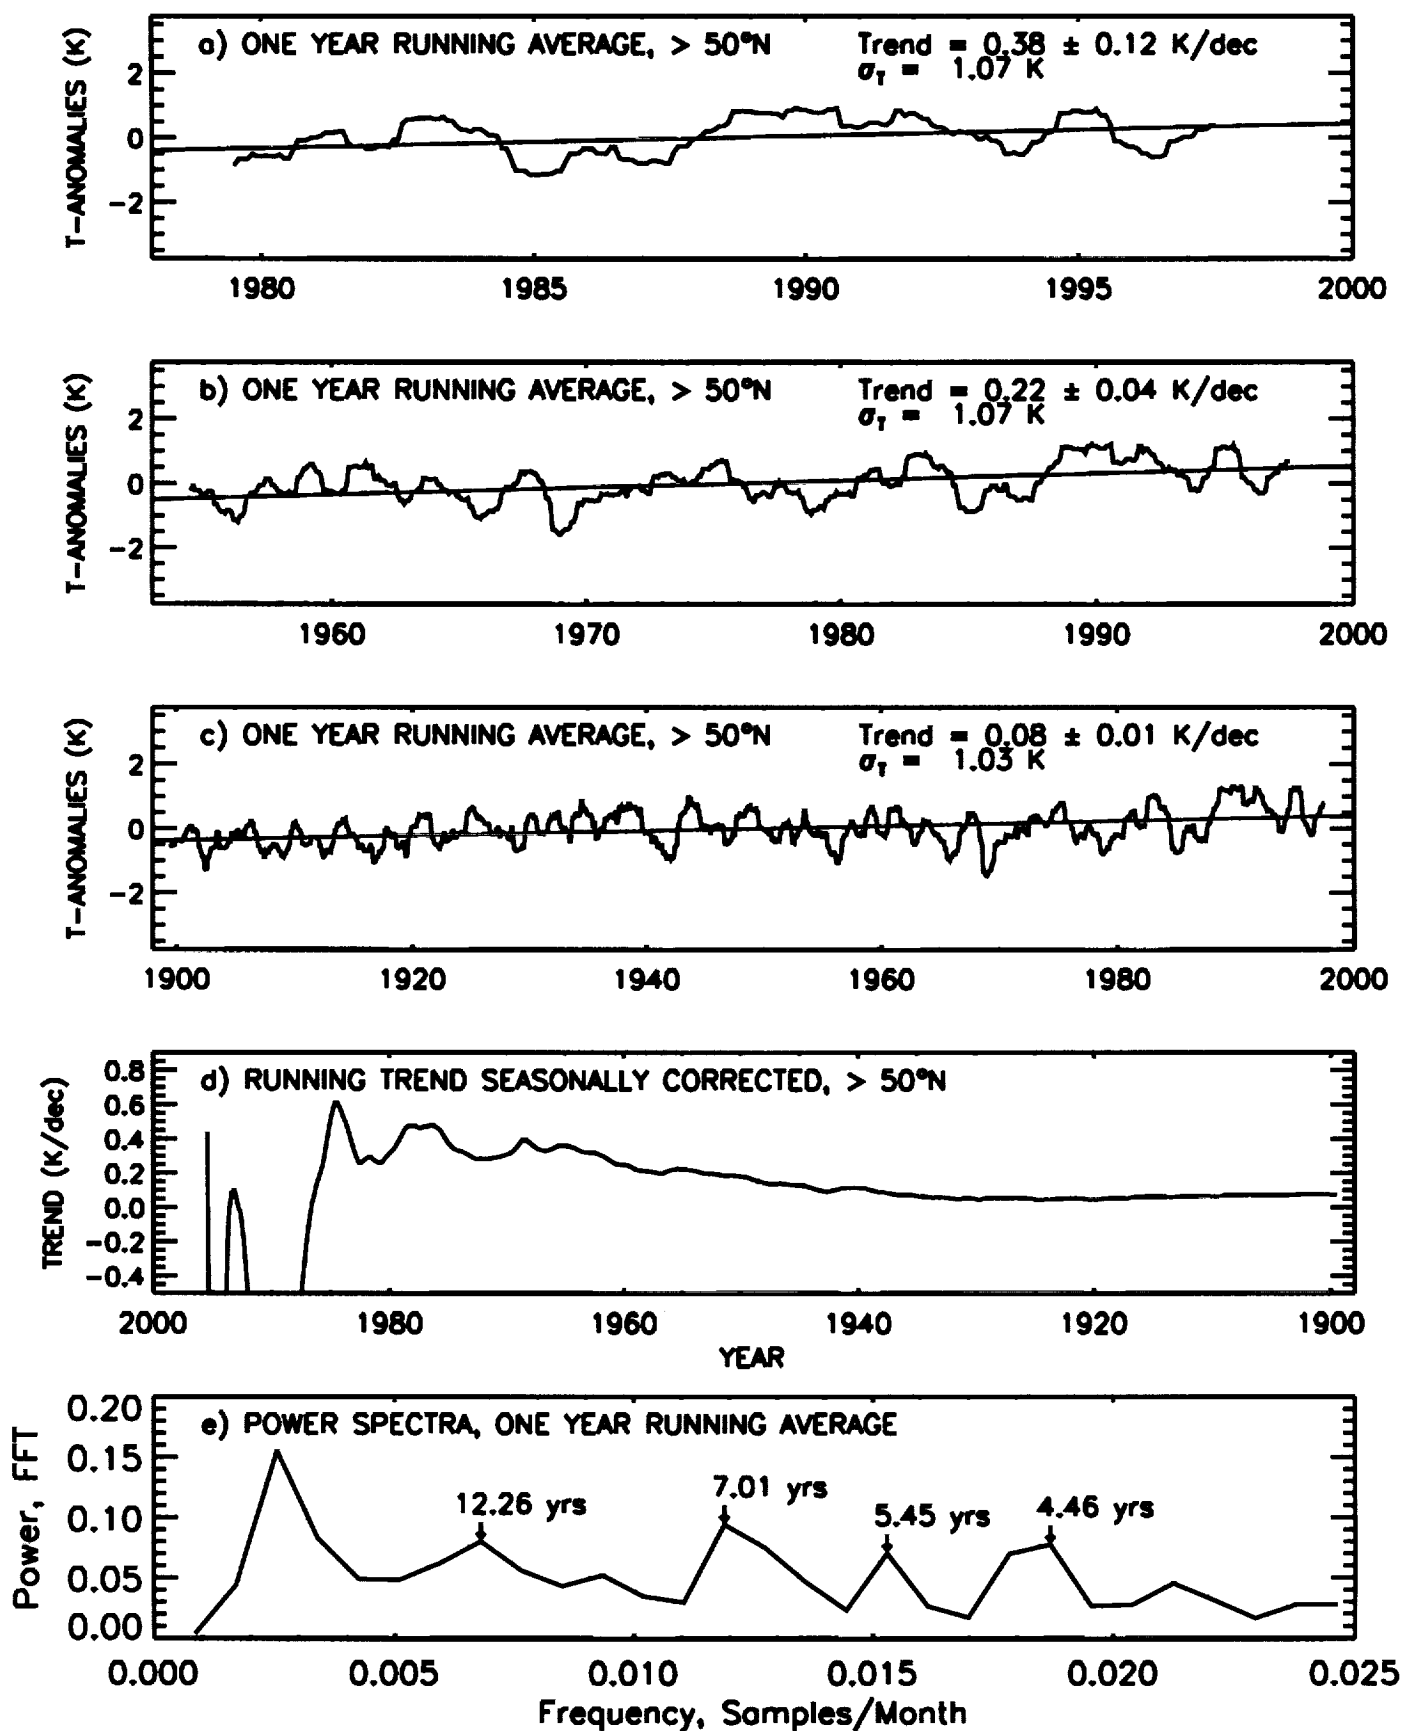 a) ONE YEAR RUNNING AVERAGE, > 50°N
Trend = 0.38 ± 0.12 K/dec
σT = 1.07 K
T-ANOMALIES (K)
2
0
-2
1980 1985 1990 1995 2000
b) ONE YEAR RUNNING AVERAGE, > 50°N
Trend = 0.22 ± 0.04 K/dec
σT = 1.07 K
T-ANOMALIES (K)
2
0
-2
1960 1970 1980 1990 2000
c) ONE YEAR RUNNING AVERAGE, > 50°N
Trend = 0.08 ± 0.01 K/dec
σT = 1.03 K
T-ANOMALIES (K)
2
0
-2
1900 1920 1940 1960 1980 2000
d) RUNNING TREND SEASONALLY CORRECTED, > 50°N
TREND (K/dec)
0.8
0.6
0.4
0.2
0.0
-0.2
-0.4
2000 1980 1960 1940 1920 1900
YEAR
e) POWER SPECTRA, ONE YEAR RUNNING AVERAGE
Power, FFT
0.20
0.15
0.10
0.05
0.00
12.26 yrs
7.01 yrs
5.45 yrs
4.46 yrs
0.000 0.005 0.010 0.015 0.020 0.025
Frequency, Samples/Month